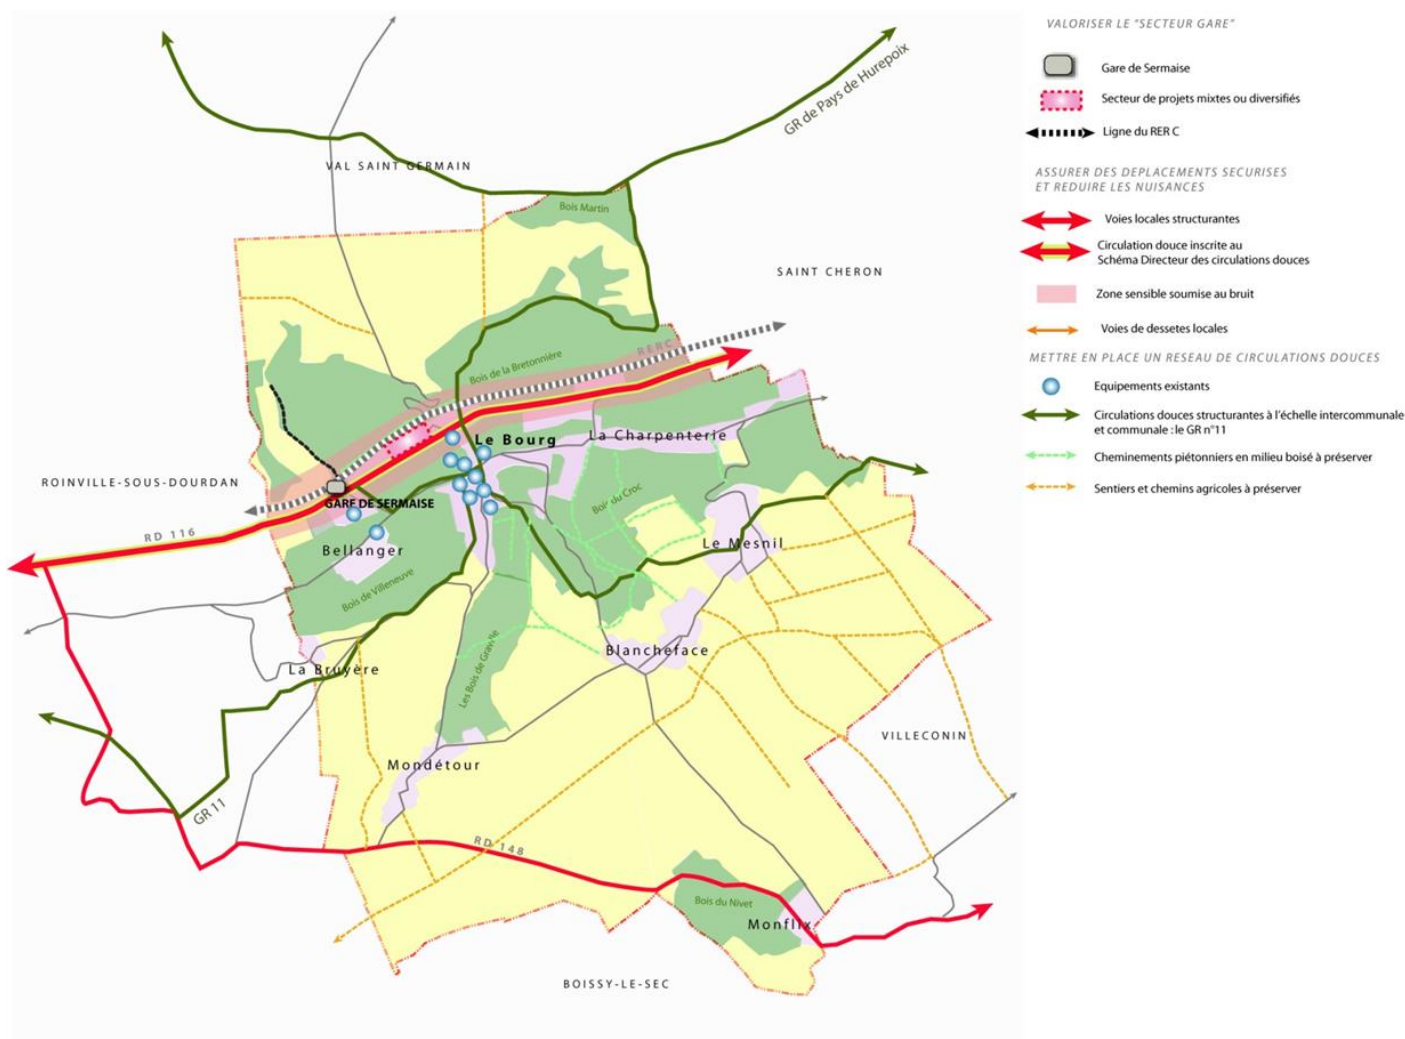 VALORISER LE "SECTEUR GARE"
Gare de Sermaise
Secteur de projets mixtes ou diversifiés
Ligne du RER C
ASSURER DES DEPLACEMENTS SECURISES
ET REDUIRE LES NUISANCES
Voies locales structurantes
Circulation douce inscrite au
Schéma Directeur des circulations douces
Zone sensible soumise au bruit
Voies de dessetes locales
METTRE EN PLACE UN RESEAU DE CIRCULATIONS DOUCES
Equipements existants
Circulations douces structurantes à l'échelle intercommunale
et communale : le GR n°11
Cheminements piétonniers en milieu boisé à préserver
Sentiers et chemins agricoles à préserver
GR de Pays de Hurepoix
VAL SAINT GERMAIN
Bois Martin
SAINT CHERON
RER C
Bois de la Bretonnière
Le Bourg
La Charpenterie
ROINVILLE-SOUS-DOURDAN
GARE DE SERMAISE
Bois du Croc
RD 116
Bellanger
Le Mesnil
Bois de Villeneuve
Blancheface
La Bruyère
Les Bois de Graville
VILLECONIN
Mondétour
GR 11
RD 148
Bois du Nivet
Monflix
BOISSY-LE-SEC